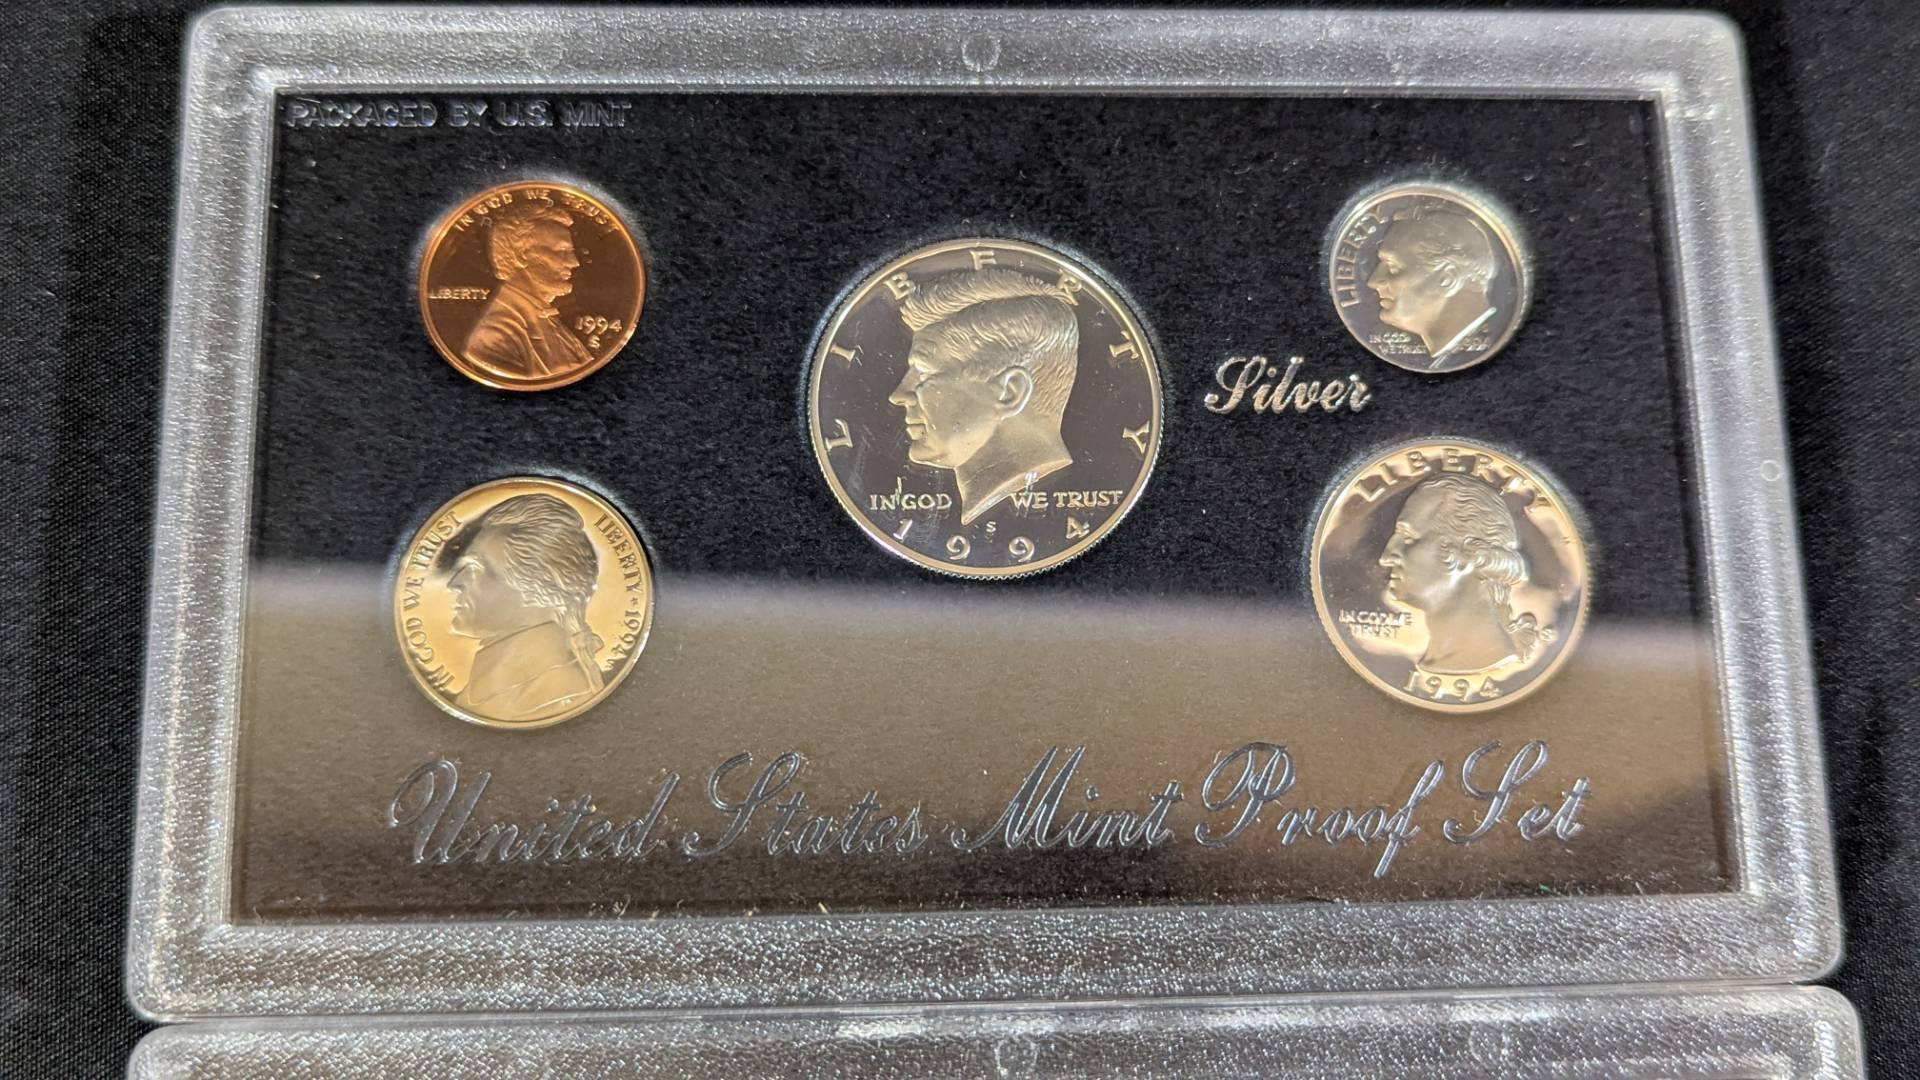 PACKAGED BY U.S. MINT
IN GOD WE TRUST
LIBERTY
1994
S
LIBERTY
IN GOD WE TRUST
1994
S
LIBERTY
IN GOD
WE TRUST
1994
Silver
IN GOD WE TRUST
LIBERTY 1994
LIBERTY
IN GOD WE
TRUST
1994
United States Mint Proof Set